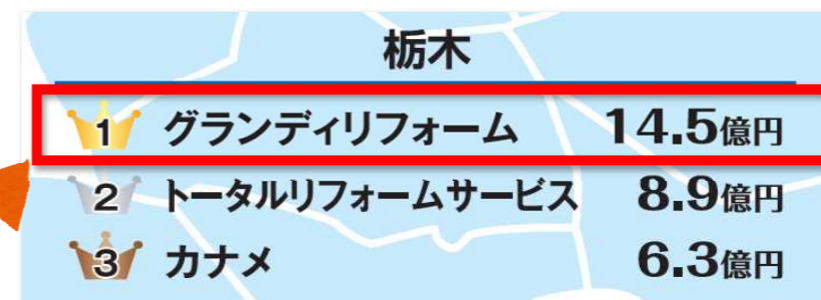 栃木
1 グランディリフォーム 14.5億円
2 トータルリフォームサービス 8.9億円
3 カナメ 6.3億円